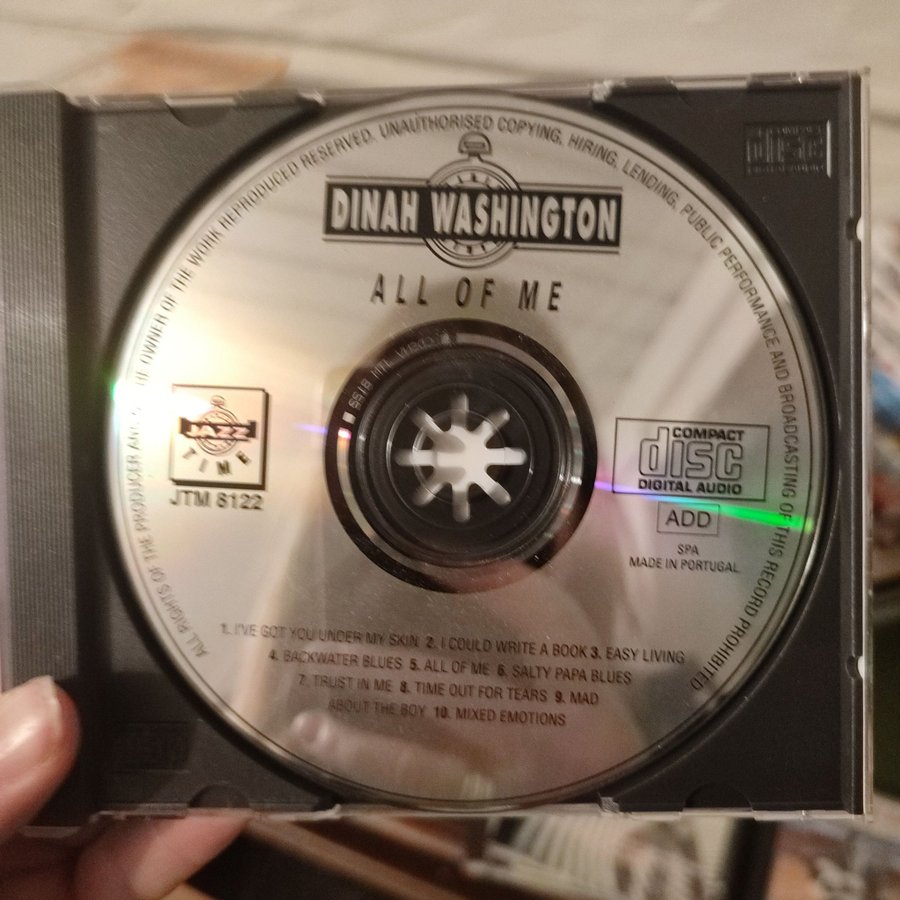 ALL RIGHTS OF THE PRODUCER AND THE OWNER OF THE WORK REPRODUCED RESERVED. UNAUTHORISED COPYING, HIRING, LENDING, PUBLIC PERFORMANCE AND BROADCASTING OF THIS RECORD PROHIBITED
DINAH WASHINGTON
ALL OF ME
JAZZ
TIME
JTM 8122
COMPACT
disc
DIGITAL AUDIO
ADD
SPA
MADE IN PORTUGAL
1. I'VE GOT YOU UNDER MY SKIN 2. I COULD WRITE A BOOK 3. EASY LIVING
4. BACKWATER BLUES 5. ALL OF ME 6. SALTY PAPA BLUES
7. TRUST IN ME 8. TIME OUT FOR TEARS 9. MAD
ABOUT THE BOY 10. MIXED EMOTIONS
COMPACT
disc